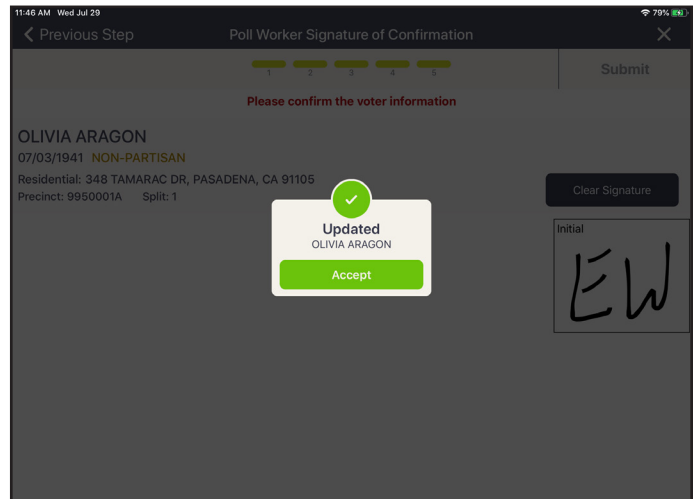 11:46 AM Wed Jul 29 79%
Previous Step Poll Worker Signature of Confirmation
1 2 3 4 5 Submit
Please confirm the voter information
OLIVIA ARAGON
07/03/1941 NON-PARTISAN
Residential: 348 TAMARAC DR, PASADENA, CA 91105
Precinct: 9950001A Split: 1
Clear Signature
Updated
OLIVIA ARAGON
Accept
Initial
EW